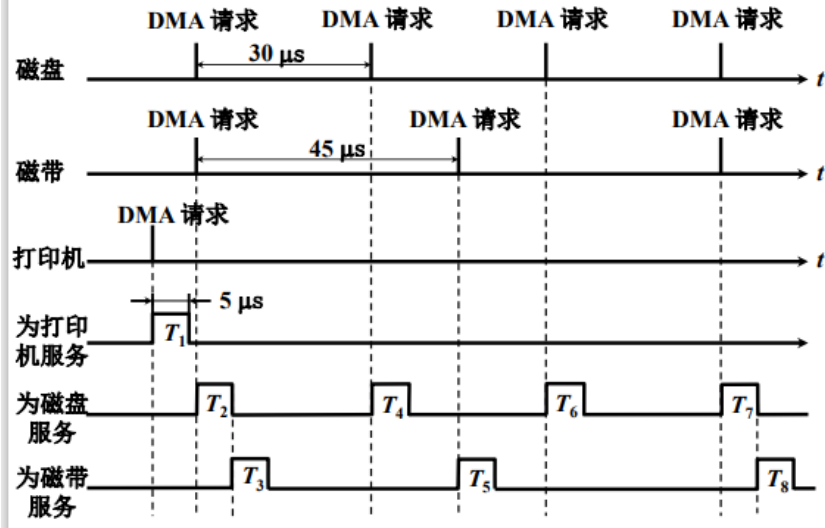 DMA 请求 DMA 请求 DMA 请求 DMA 请求
30 μs
磁盘 t
DMA 请求 DMA 请求 DMA 请求
45 μs
磁带 t
DMA 请求
打印机 t
5 μs
为打印
机服务
T1
为磁盘
服务
T2 T4 T6 T7
为磁带
服务
T3 T5 T8